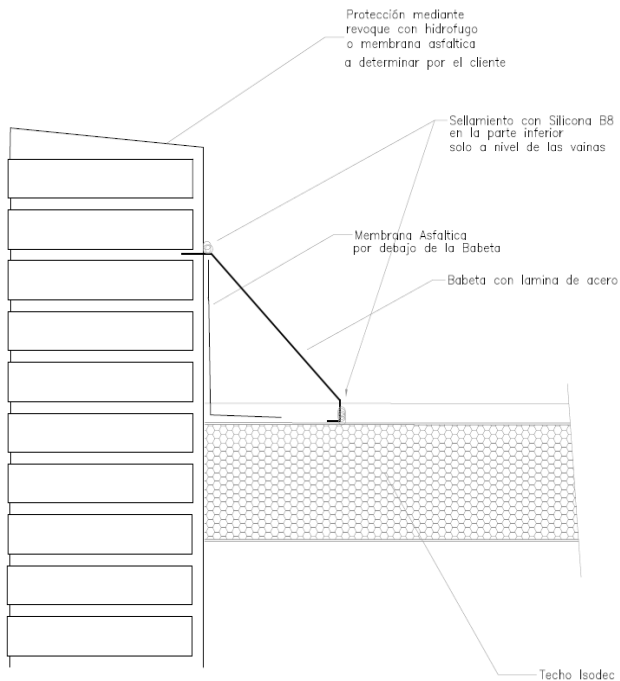 Protección mediante
revoque con hidrofugo
o membrana asfaltica
a determinar por el cliente
Sellamiento con Silicona B8
en la parte inferior
solo a nivel de las vainas
Membrana Asfaltica
por debajo de la Babeta
Babeta con lamina de acero
Techo Isodec